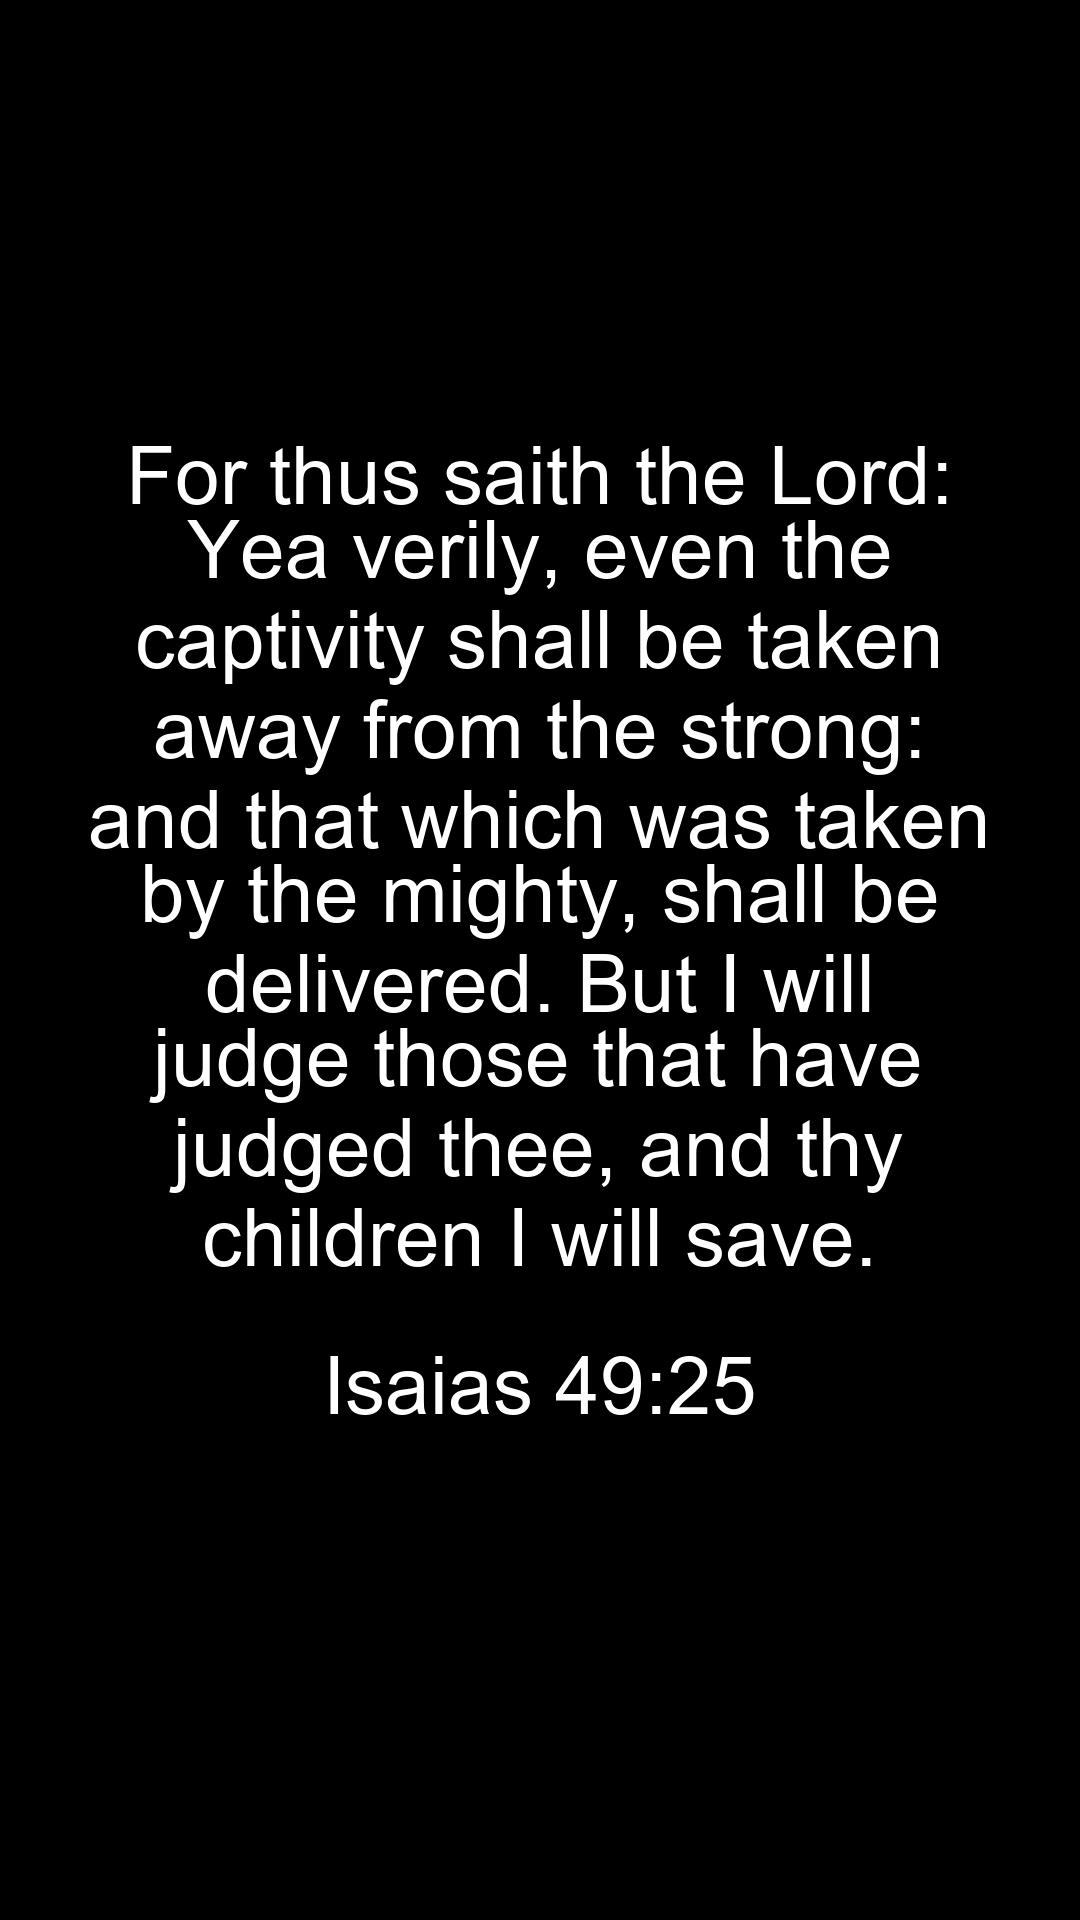 For thus saith the Lord:
Yea verily, even the
captivity shall be taken
away from the strong:
and that which was taken
by the mighty, shall be
delivered. But I will
judge those that have
judged thee, and thy
children I will save.
Isaias 49:25